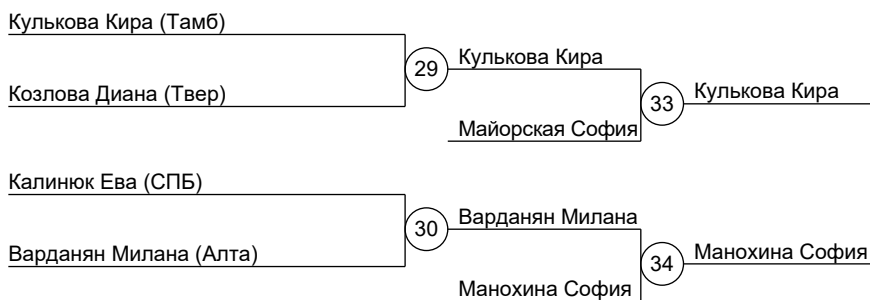 Кулькова Кира (Тамб)
29
Кулькова Кира
Козлова Диана (Твер)
33
Кулькова Кира
Майорская София
Калинюк Ева (СПБ)
30
Варданян Милана
Варданян Милана (Алта)
34
Манохина София
Манохина София